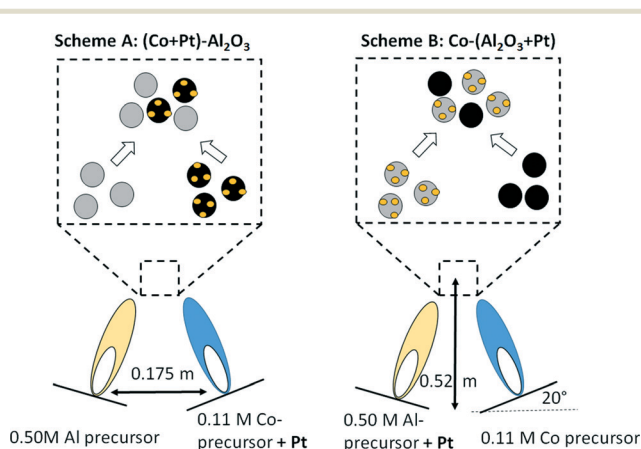 Scheme A: (Co+Pt)-Al₂O₃
Scheme B: Co-(Al₂O₃+Pt)
0.175 m
0.52 m
20°
0.50M Al precursor
0.11 M Co-
precursor + Pt
0.50 M Al-
precursor + Pt
0.11 M Co precursor